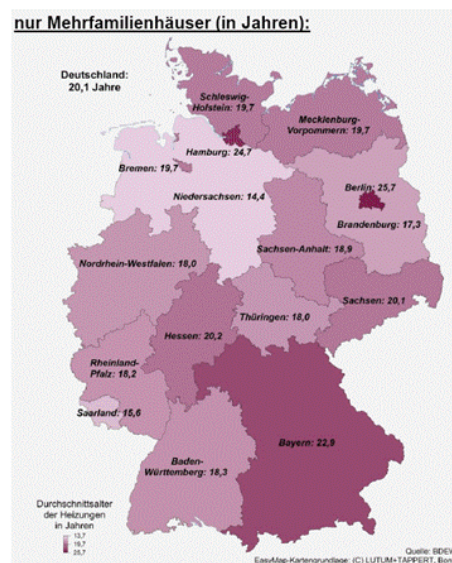 nur Mehrfamilienhäuser (in Jahren):
Deutschland:
20,1 Jahre
Schleswig-
Holstein: 19,7
Mecklenburg-
Vorpommern: 19,7
Hamburg: 24,7
Bremen: 19,7
Niedersachsen: 14,4
Berlin: 25,7
Brandenburg: 17,3
Sachsen-Anhalt: 18,9
Nordrhein-Westfalen: 18,0
Sachsen: 20,1
Thüringen: 18,0
Hessen: 20,2
Rheinland-
Pfalz: 18,2
Saarland: 15,6
Bayern: 22,9
Baden-
Württemberg: 18,3
Durchschnittsalter
der Heizungen
in Jahren
13,7
19,7
25,7
Quelle: BDEW
EasyMap-Kartengrundlage: (C) LUTUM+TAPPERT, Bon